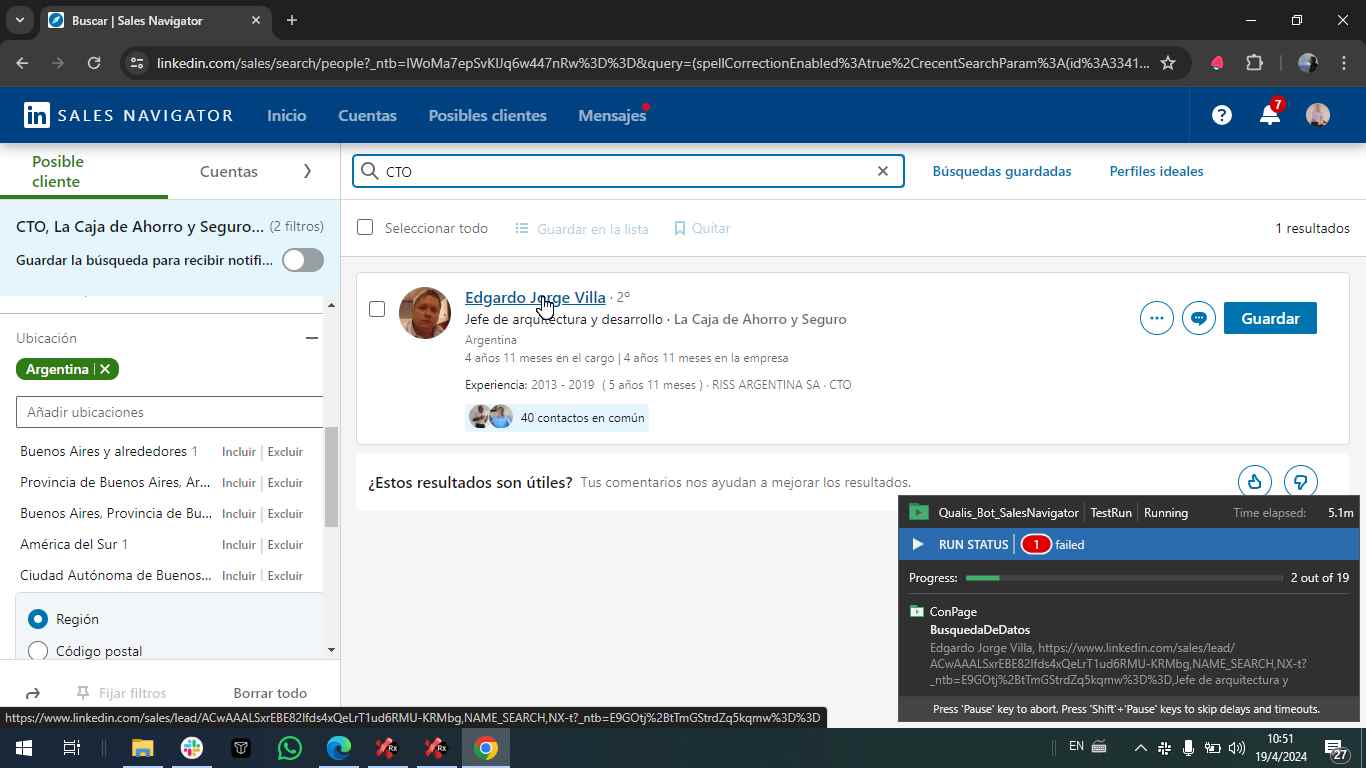 Buscar | Sales Navigator
linkedin.com/sales/search/people?_ntb=IWoMa7epSvKlJq6w447nRw%3D%3D&query=(spellCorrectionEnabled%3Atrue%2CrecentSearchParam%3A(id%3A3341...
in SALES NAVIGATOR Inicio Cuentas Posibles clientes Mensajes ? 7
Posible cliente Cuentas
CTO Búsquedas guardadas Perfiles ideales
CTO, La Caja de Ahorro y Seguro... (2 filtros)
Guardar la búsqueda para recibir notifi...
Seleccionar todo Guardar en la lista Quitar 1 resultados
Ubicación
Argentina
Añadir ubicaciones
Buenos Aires y alrededores 1 Incluir Excluir
Provincia de Buenos Aires, Ar... Incluir Excluir
Buenos Aires, Provincia de Bu... Incluir Excluir
América del Sur 1 Incluir Excluir
Ciudad Autónoma de Buenos... Incluir Excluir
Región
Código postal
Fijar filtros Borrar todo
Edgardo Jorge Villa · 2º
Jefe de arquitectura y desarrollo · La Caja de Ahorro y Seguro
Argentina
4 años 11 meses en el cargo | 4 años 11 meses en la empresa
Experiencia: 2013 - 2019 ( 5 años 11 meses ) · RISS ARGENTINA SA · CTO
40 contactos en común
Guardar
¿Estos resultados son útiles? Tus comentarios nos ayudan a mejorar los resultados.
Qualis_Bot_SalesNavigator TestRun Running Time elapsed: 5.1m
RUN STATUS 1 failed
Progress: 2 out of 19
ConPage
BusquedaDeDatos
Edgardo Jorge Villa, https://www.linkedin.com/sales/lead/
ACwAAALSxrEBE82lfds4xQeLrT1ud6RMU-KRMbg,NAME_SEARCH,NX-t?
_ntb=E9GOtj%2BtTmGStrdZq5kqmw%3D%3D,Jefe de arquitectura y
Press 'Pause' key to abort. Press 'Shift'+'Pause' keys to skip delays and timeouts.
https://www.linkedin.com/sales/lead/ACwAAALSxrEBE82lfds4xQeLrT1ud6RMU-KRMbg,NAME_SEARCH,NX-t?_ntb=E9GOtj%2BtTmGStrdZq5kqmw%3D%3D
Rx Rx EN 10:51
19/4/2024 27